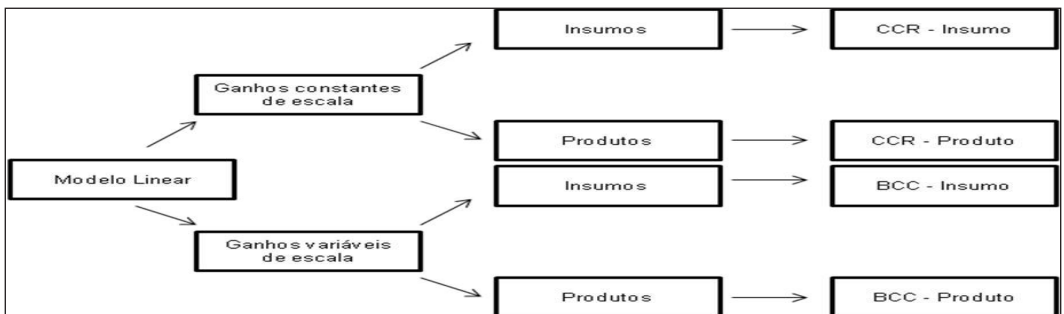 Insumos
CCR - Insumo
Ganhos constantes
de escala
Produtos
CCR - Produto
Modelo Linear
Insumos
BCC - Insumo
Ganhos variáveis
de escala
Produtos
BCC - Produto